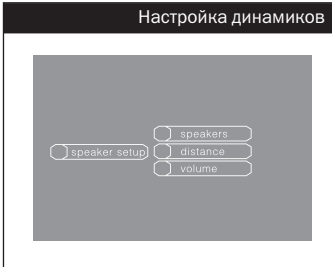 Настройка динамиков
speakers
speaker setup
distance
volume